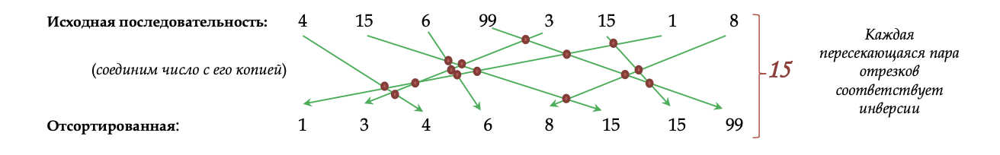 Исходная последовательность: 4 15 6 99 3 15 1 8
(соединим число с его копией)
Отсортированная: 1 3 4 6 8 15 15 99
15
Каждая
пересекающаяся пара
отрезков
соответствует
инверсии